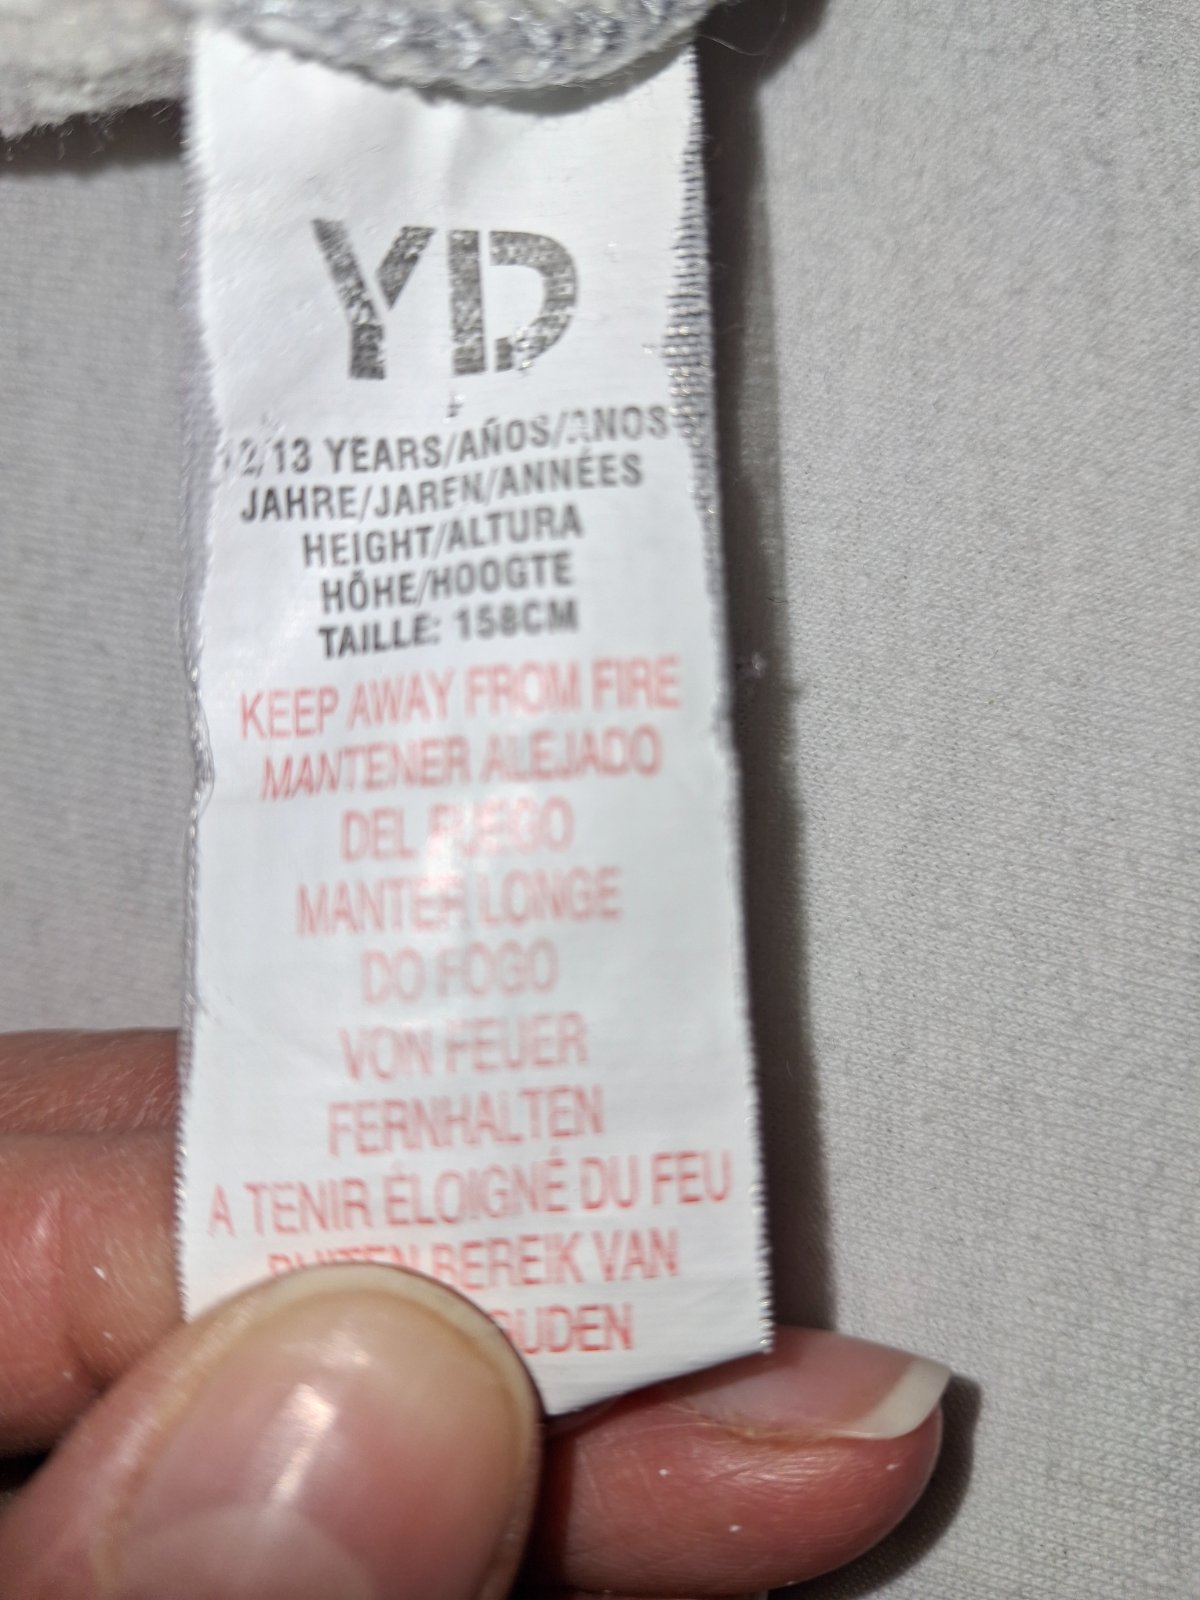 YD
12/13 YEARS/AÑOS/ANOS
JAHRE/JAREN/ANNÉES
HEIGHT/ALTURA
HÖHE/HOOGTE
TAILLE: 158CM
KEEP AWAY FROM FIRE
MANTENER ALEJADO
DEL FUEGO
MANTER LONGE
DO FOGO
VON FEUER
FERNHALTEN
A TENIR ÉLOIGNÉ DU FEU
BUITEN BEREIK VAN